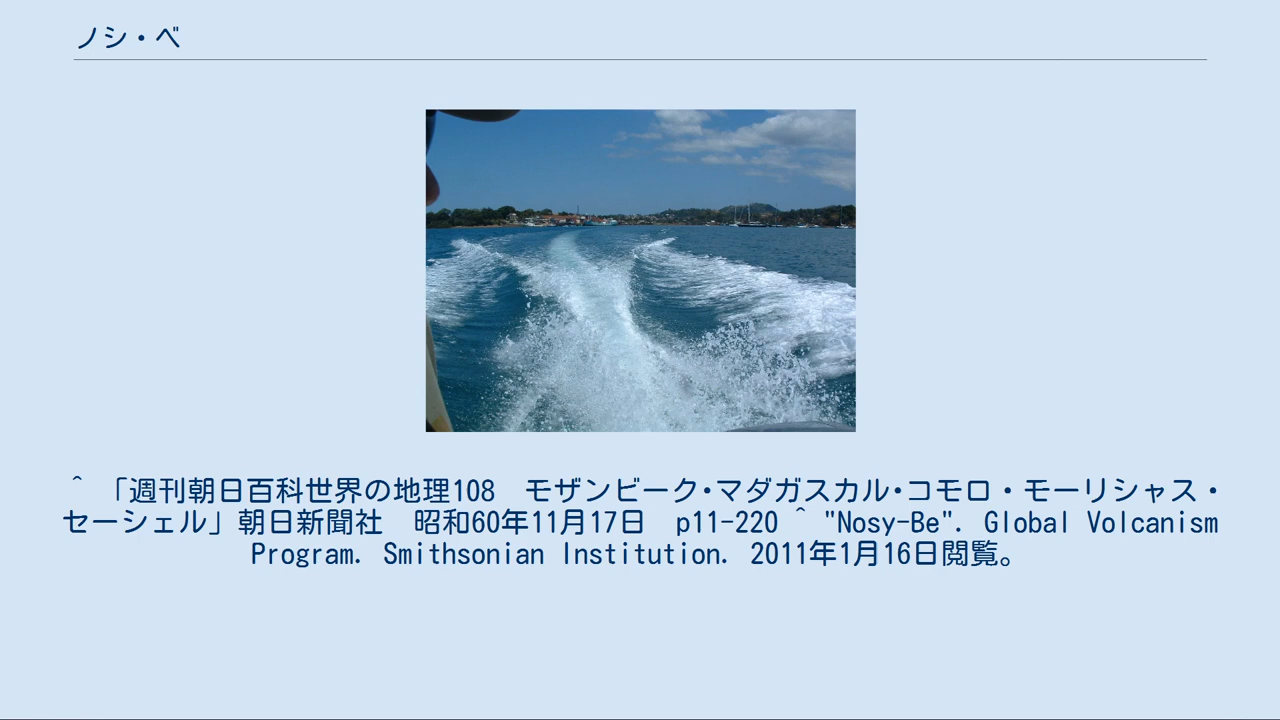 ノシ・ベ
^ 「週刊朝日百科世界の地理108　モザンビーク･マダガスカル･コモロ・モーリシャス・
セーシェル」朝日新聞社　昭和60年11月17日　p11-220 ^ "Nosy-Be". Global Volcanism
Program. Smithsonian Institution. 2011年1月16日閲覧。